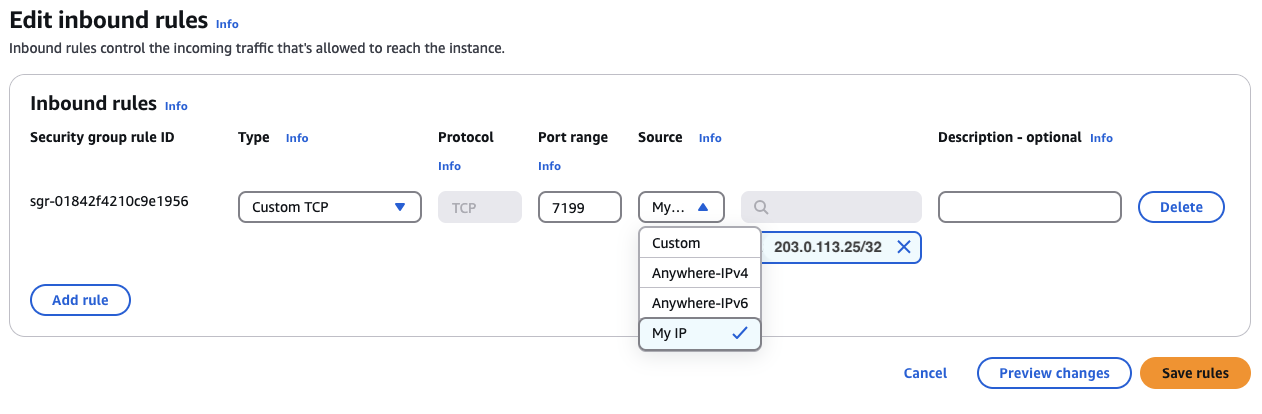 Edit inbound rules Info
Inbound rules control the incoming traffic that's allowed to reach the instance.
Inbound rules Info
Security group rule ID Type Info Protocol Info Port range Info Source Info Description - optional Info
sgr-01842f4210c9e1956 Custom TCP TCP 7199 My... Delete
203.0.113.25/32
Custom
Anywhere-IPv4
Anywhere-IPv6
My IP
Add rule
Cancel Preview changes Save rules